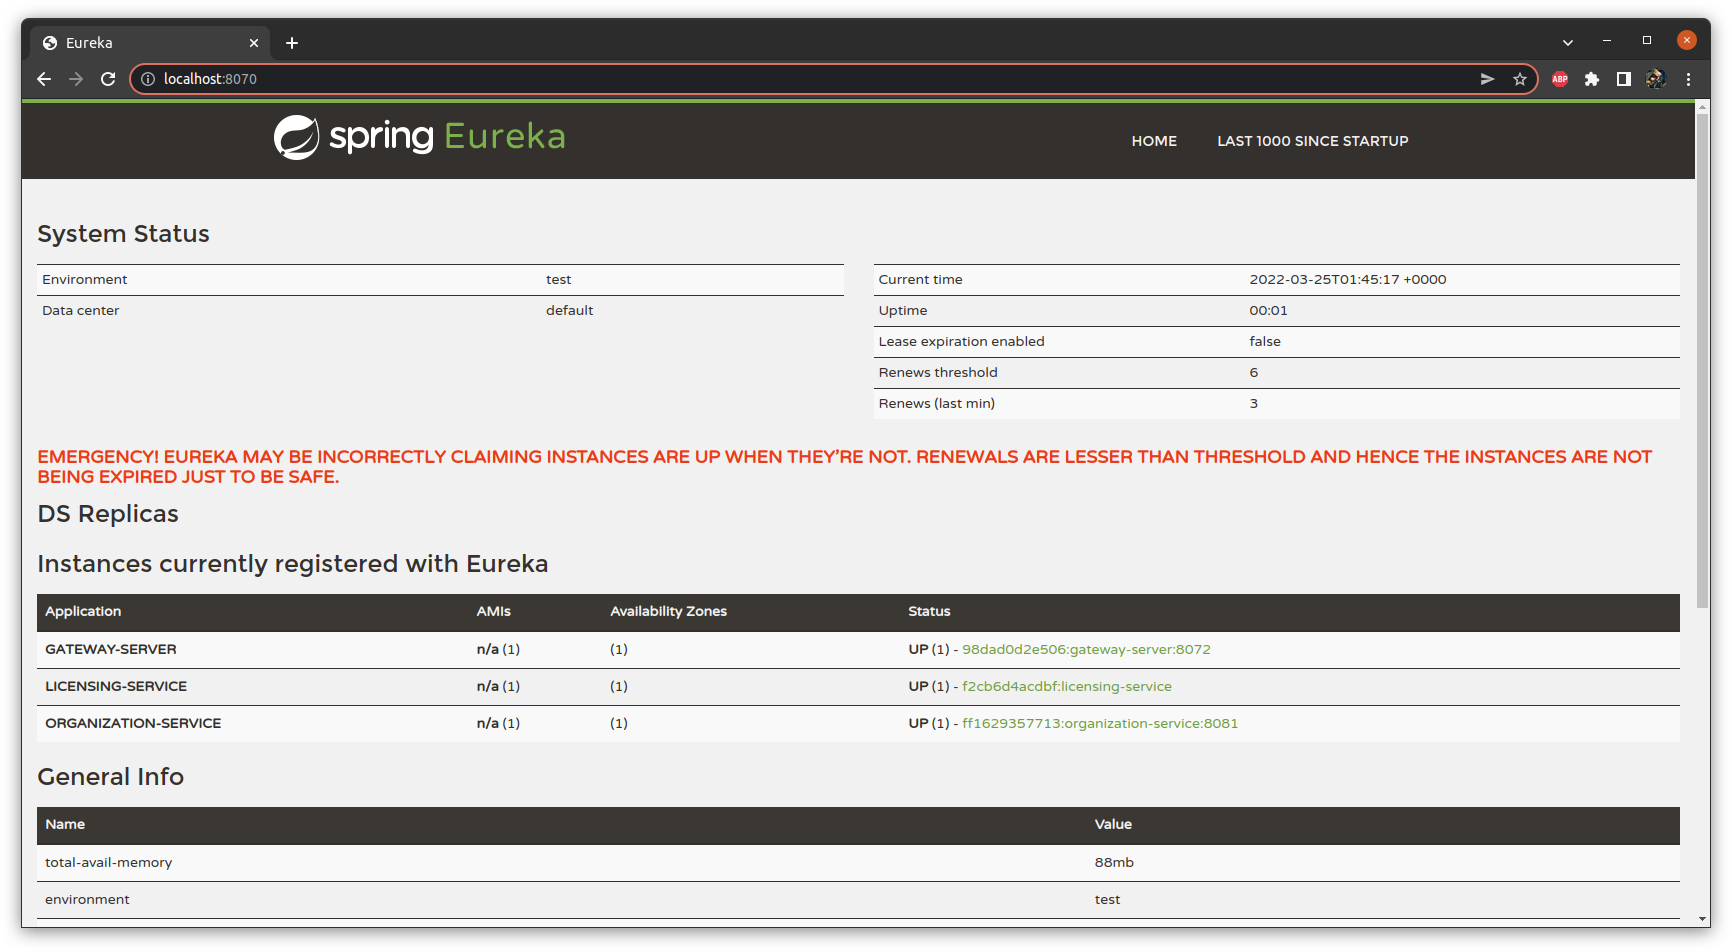 Eureka
localhost:8070
ABP
spring Eureka
HOME LAST 1000 SINCE STARTUP
System Status
Environment test
Data center default
Current time 2022-03-25T01:45:17 +0000
Uptime 00:01
Lease expiration enabled false
Renews threshold 6
Renews (last min) 3
EMERGENCY! EUREKA MAY BE INCORRECTLY CLAIMING INSTANCES ARE UP WHEN THEY'RE NOT. RENEWALS ARE LESSER THAN THRESHOLD AND HENCE THE INSTANCES ARE NOT
BEING EXPIRED JUST TO BE SAFE.
DS Replicas
Instances currently registered with Eureka
Application AMIs Availability Zones Status
GATEWAY-SERVER n/a (1) (1) UP (1) - 98dad0d2e506:gateway-server:8072
LICENSING-SERVICE n/a (1) (1) UP (1) - f2cb6d4acdbf:licensing-service
ORGANIZATION-SERVICE n/a (1) (1) UP (1) - ff1629357713:organization-service:8081
General Info
Name Value
total-avail-memory 88mb
environment test